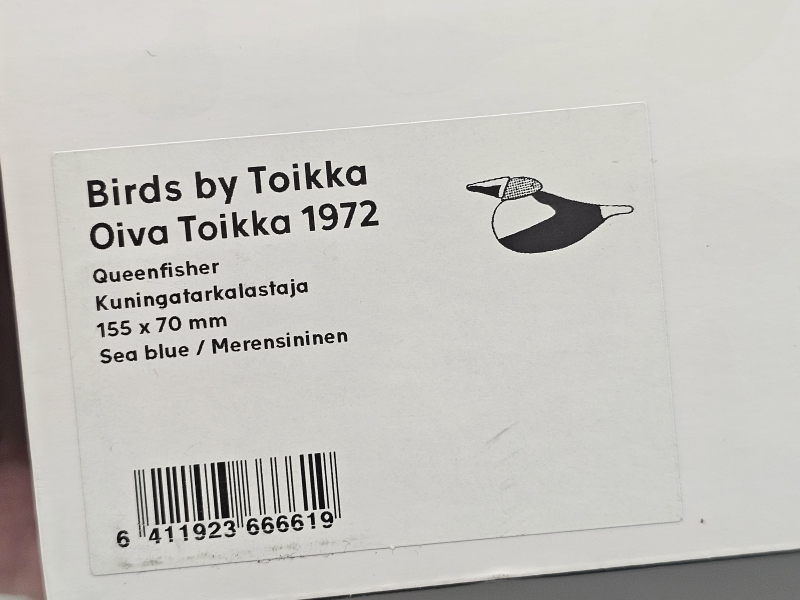 Birds by Toikka
Oiva Toikka 1972
Queenfisher
Kuningatarkalastaja
155 x 70 mm
Sea blue / Merensininen
6 411923 666619